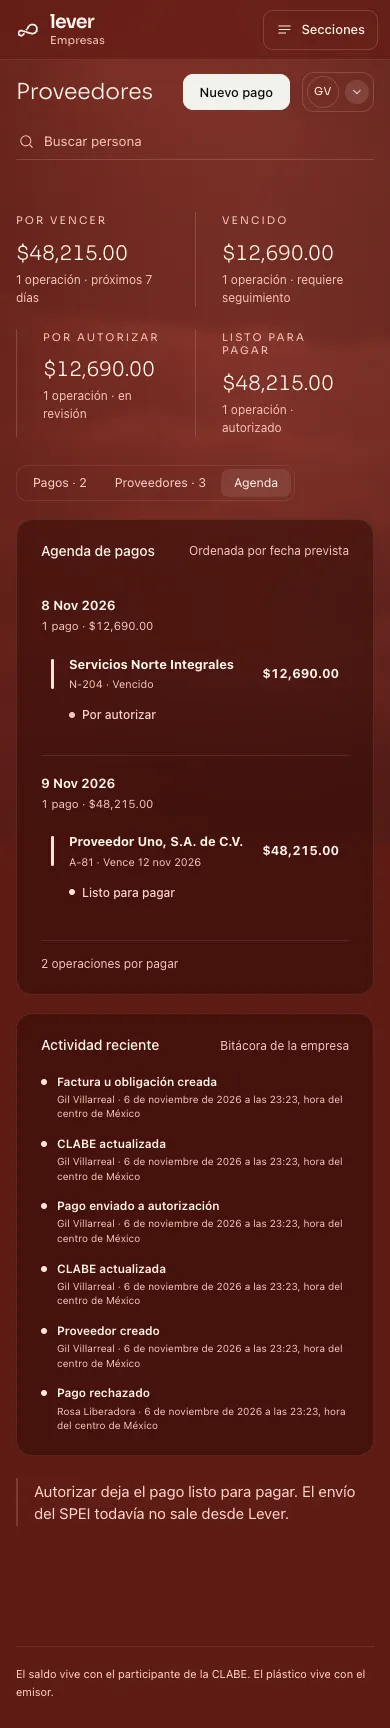 lever
Empresas
Secciones
Proveedores
Nuevo pago
GV
Buscar persona
POR VENCER
$48,215.00
1 operación · próximos 7
días
VENCIDO
$12,690.00
1 operación · requiere
seguimiento
POR AUTORIZAR
$12,690.00
1 operación · en
revisión
LISTO PARA
PAGAR
$48,215.00
1 operación ·
autorizado
Pagos · 2
Proveedores · 3
Agenda
Agenda de pagos
Ordenada por fecha prevista
8 Nov 2026
1 pago · $12,690.00
Servicios Norte Integrales
$12,690.00
N-204 · Vencido
Por autorizar
9 Nov 2026
1 pago · $48,215.00
Proveedor Uno, S.A. de C.V.
$48,215.00
A-81 · Vence 12 nov 2026
Listo para pagar
2 operaciones por pagar
Actividad reciente
Bitácora de la empresa
Factura u obligación creada
Gil Villarreal · 6 de noviembre de 2026 a las 23:23, hora del
centro de México
CLABE actualizada
Gil Villarreal · 6 de noviembre de 2026 a las 23:23, hora del
centro de México
Pago enviado a autorización
Gil Villarreal · 6 de noviembre de 2026 a las 23:23, hora del
centro de México
CLABE actualizada
Gil Villarreal · 6 de noviembre de 2026 a las 23:23, hora del
centro de México
Proveedor creado
Gil Villarreal · 6 de noviembre de 2026 a las 23:23, hora del
centro de México
Pago rechazado
Rosa Liberadora · 6 de noviembre de 2026 a las 23:23, hora
del centro de México
Autorizar deja el pago listo para pagar. El envío
del SPEI todavía no sale desde Lever.
El saldo vive con el participante de la CLABE. El plástico vive con el
emisor.